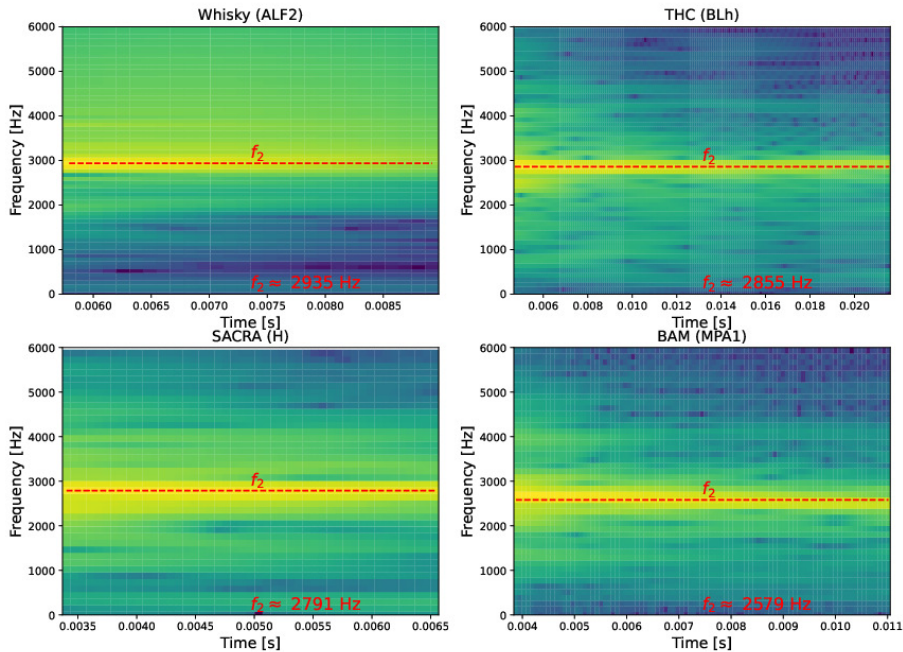 Whisky (ALF2)
6000
5000
4000
3000
2000
1000
0
Frequency [Hz]
f2
f2 ≈ 2935 Hz
0.0060 0.0065 0.0070 0.0075 0.0080 0.0085
Time [s]
THC (BLh)
6000
5000
4000
3000
2000
1000
0
Frequency [Hz]
f2
f2 ≈ 2855 Hz
0.006 0.008 0.010 0.012 0.014 0.016 0.018 0.020
Time [s]
SACRA (H)
6000
5000
4000
3000
2000
1000
0
Frequency [Hz]
f2
f2 ≈ 2791 Hz
0.0035 0.0040 0.0045 0.0050 0.0055 0.0060 0.0065
Time [s]
BAM (MPA1)
6000
5000
4000
3000
2000
1000
0
Frequency [Hz]
f2
f2 ≈ 2579 Hz
0.004 0.005 0.006 0.007 0.008 0.009 0.010 0.011
Time [s]